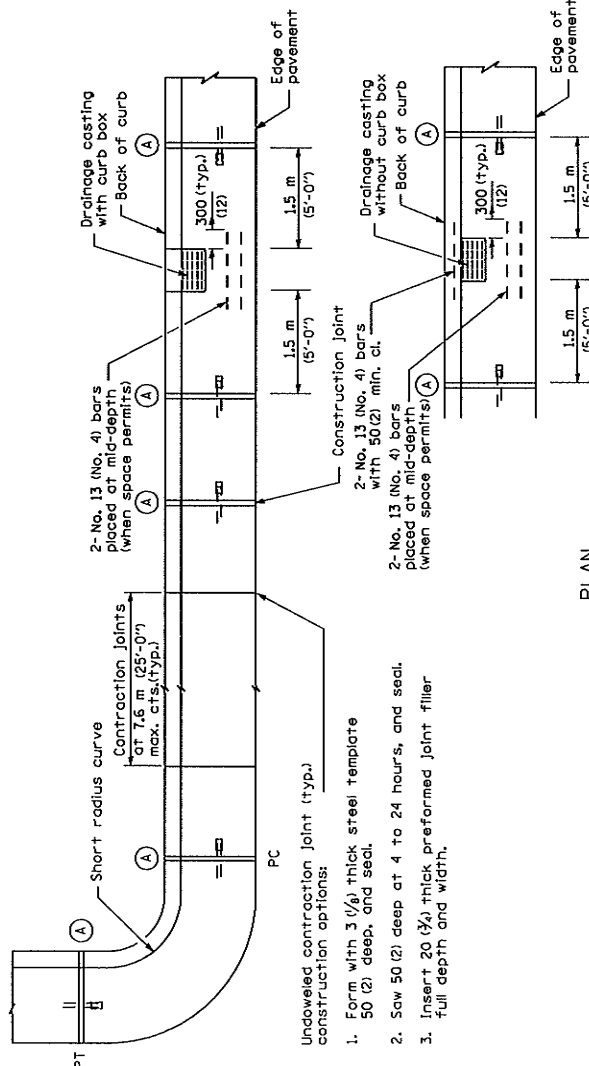 PT
A
Short radius curve
A
PC
Contraction joints
at 7.6 m (25'-0")
max. cts.(typ.)
A
Construction joint
2- No. 13 (No. 4) bars
placed at mid-depth
(when space permits)
A
Drainage casting
with curb box
Back of curb
300 (typ.)
(12)
A
Edge of
pavement
1.5 m
(5'-0")
1.5 m
(5'-0")
Undoweled contraction joint (typ.)
construction options:
1. Form with 3 (1/8) thick steel template
50 (2) deep, and seal.
2. Saw 50 (2) deep at 4 to 24 hours, and seal.
3. Insert 20 (3/4) thick preformed joint filler
full depth and width.
2- No. 13 (No. 4) bars
with 50(2) min. cl.
2- No. 13 (No. 4) bars
placed at mid-depth
(when space permits)
A
Drainage casting
without curb box
Back of curb
300 (typ.)
(12)
A
Edge of
pavement
1.5 m
(5'-0")
1.5 m
(5'-0")
PLAN